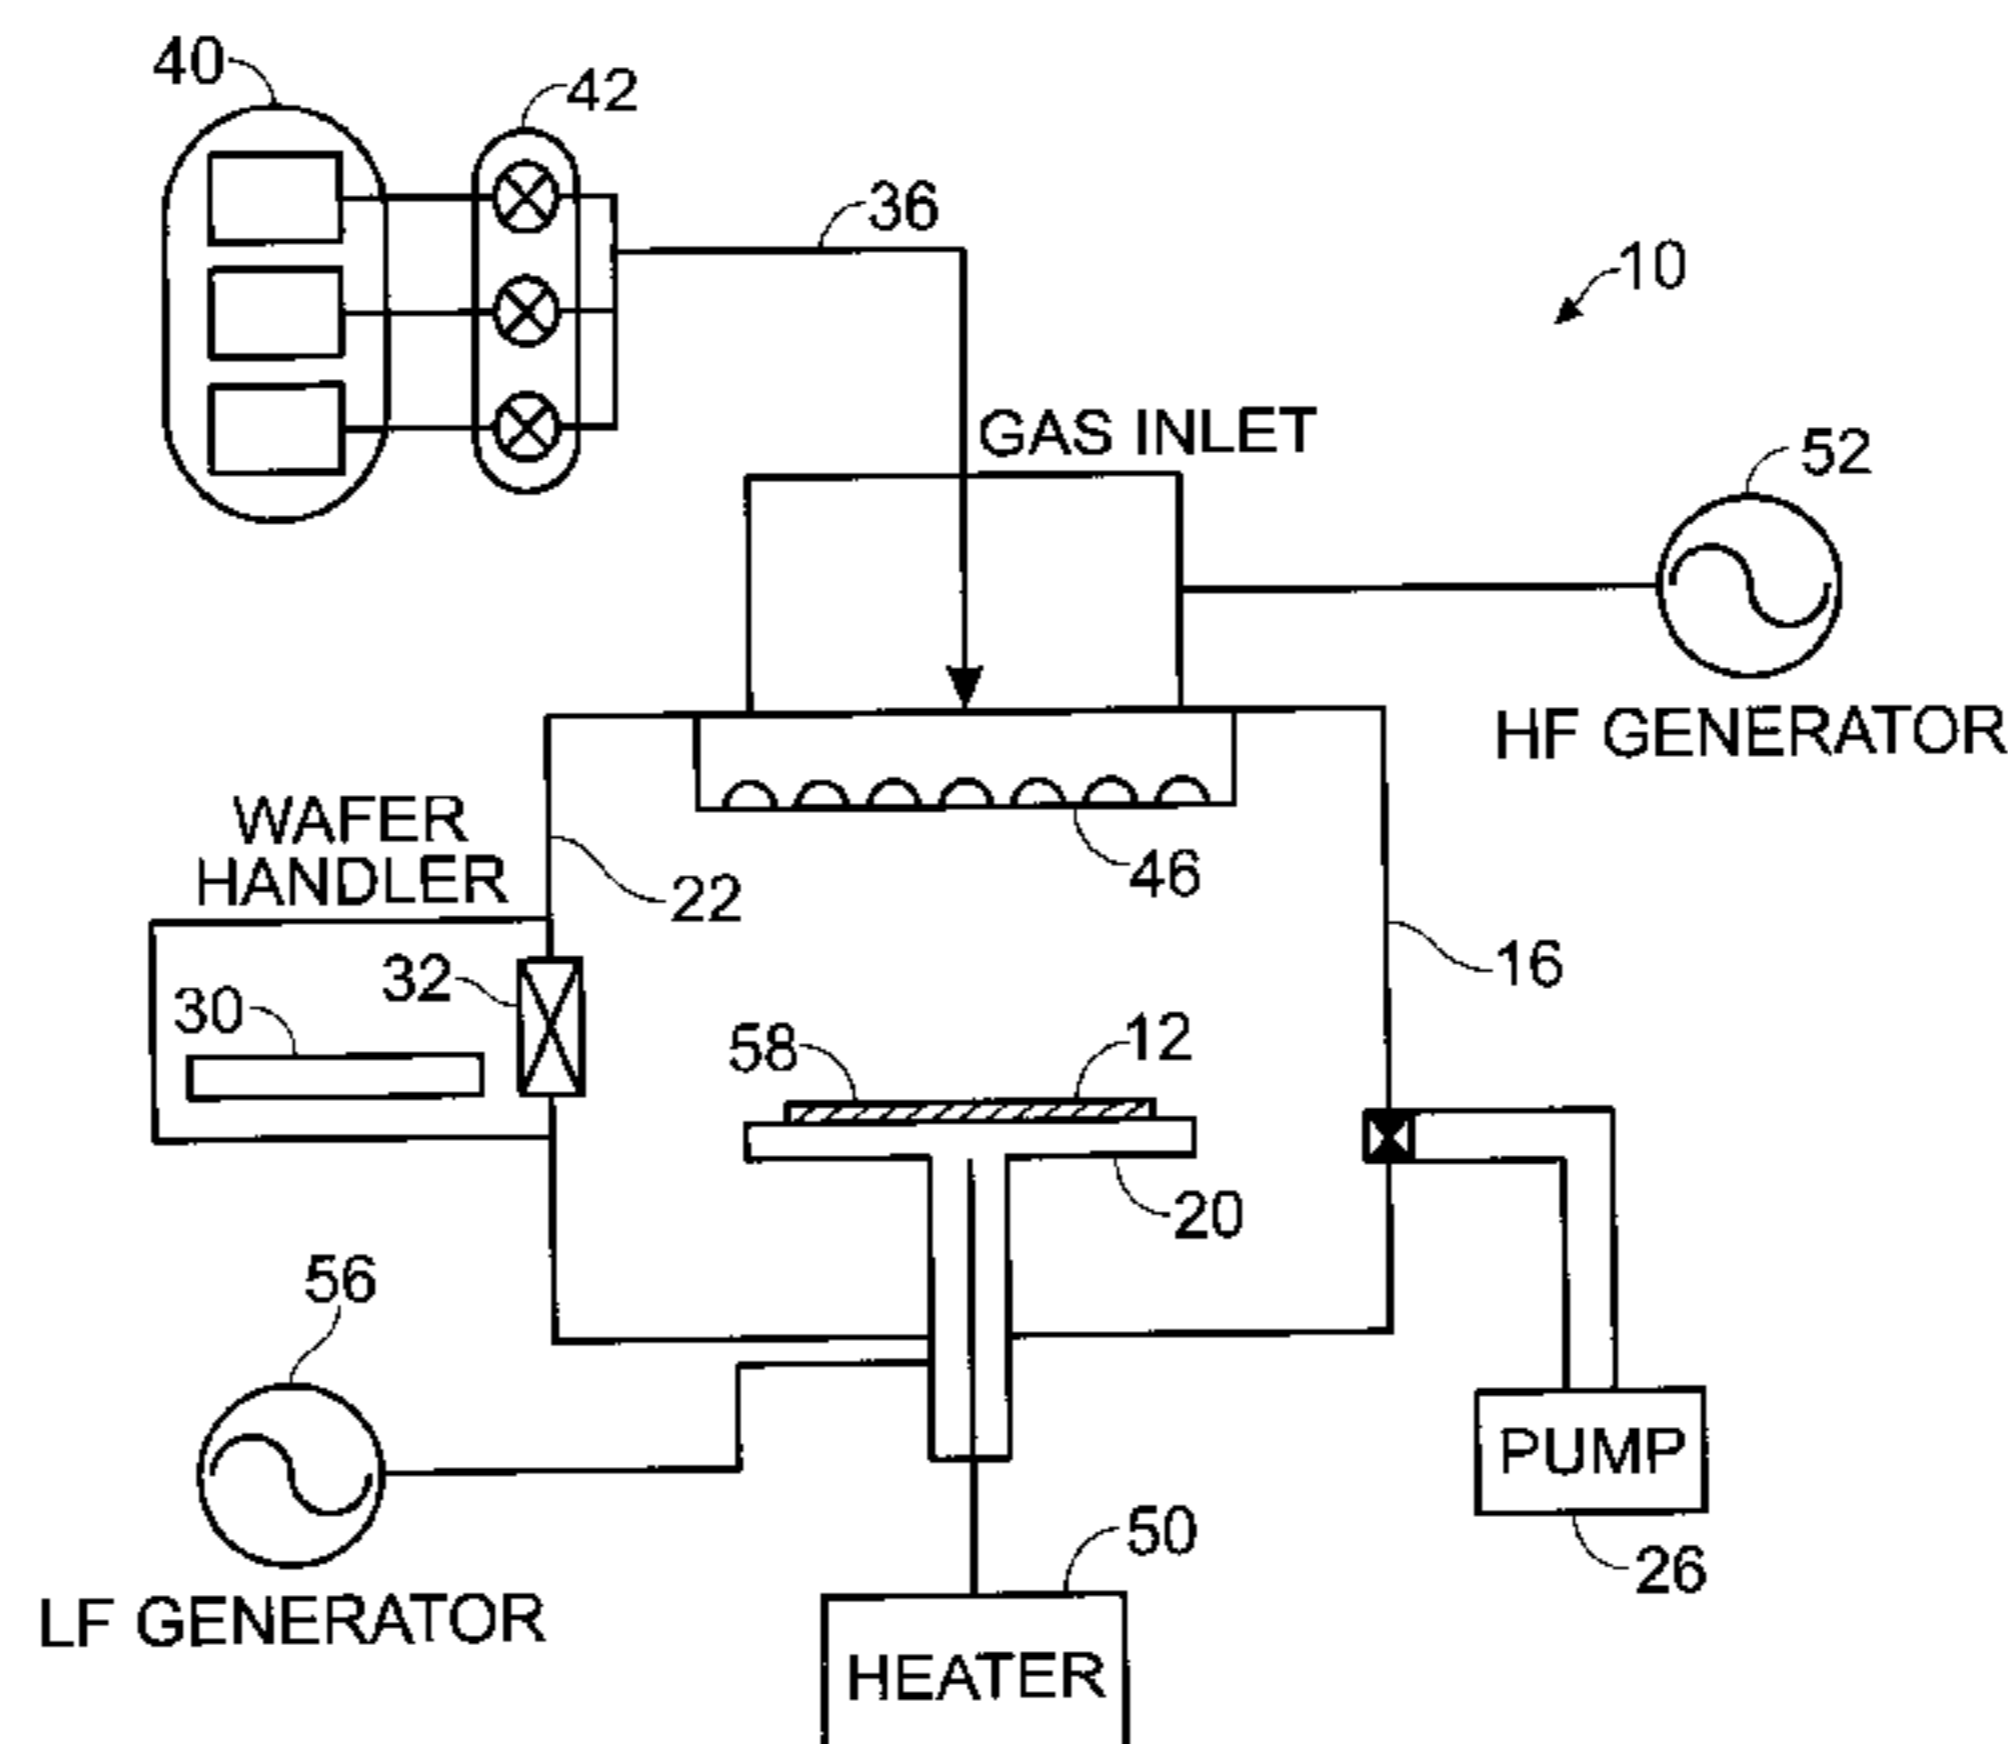 40
42
36
10
GAS INLET
52
HF GENERATOR
WAFER
HANDLER
22
46
16
32
30
58
12
20
56
LF GENERATOR
50
HEATER
PUMP
26